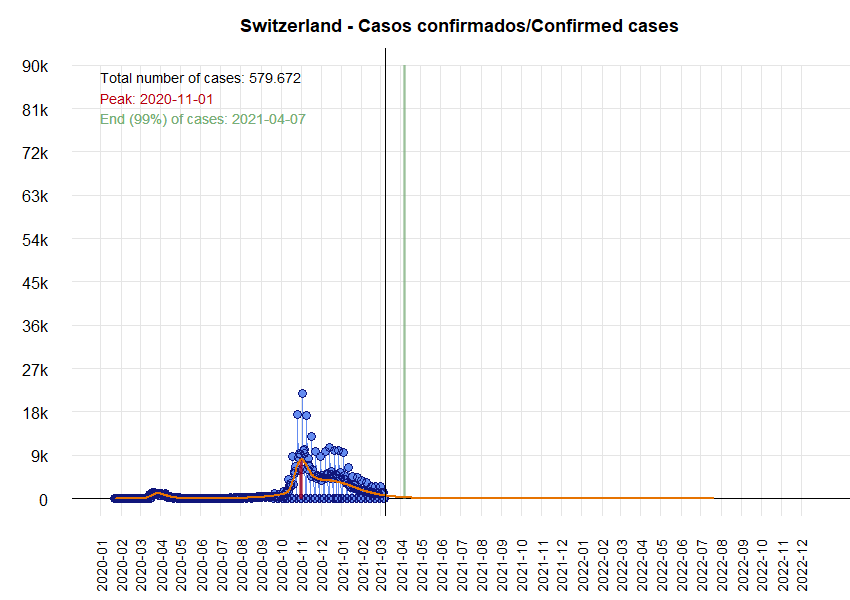 Switzerland - Casos confirmados/Confirmed cases
90k
Total number of cases: 579.672
Peak: 2020-11-01
81k
End (99%) of cases: 2021-04-07
72k
63k
54k
45k
36k
27k
18k
9k
0
2020-01
2020-02
2020-03
2020-04
2020-05
2020-06
2020-07
2020-08
2020-09
2020-10
2020-11
2020-12
2021-01
2021-02
2021-03
2021-04
2021-05
2021-06
2021-07
2021-08
2021-09
2021-10
2021-11
2021-12
2022-01
2022-02
2022-03
2022-04
2022-05
2022-06
2022-07
2022-08
2022-09
2022-10
2022-11
2022-12